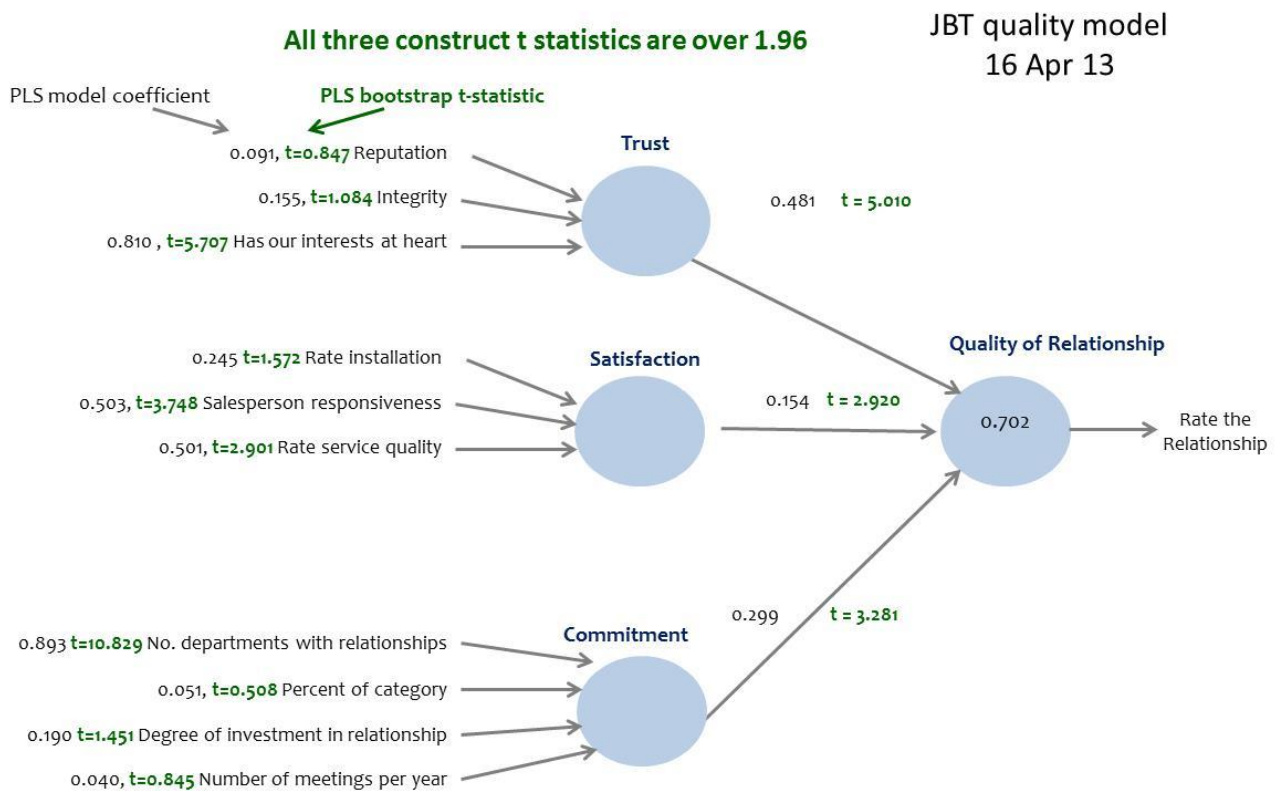 All three construct t statistics are over 1.96
JBT quality model
16 Apr 13
PLS model coefficient
PLS bootstrap t-statistic
0.091, t=0.847 Reputation
0.155, t=1.084 Integrity
0.810 , t=5.707 Has our interests at heart
Trust
0.481 t = 5.010
0.245 t=1.572 Rate installation
0.503, t=3.748 Salesperson responsiveness
0.501, t=2.901 Rate service quality
Satisfaction
0.154 t = 2.920
Quality of Relationship
0.702
Rate the
Relationship
0.299 t = 3.281
Commitment
0.893 t=10.829 No. departments with relationships
0.051, t=0.508 Percent of category
0.190 t=1.451 Degree of investment in relationship
0.040, t=0.845 Number of meetings per year